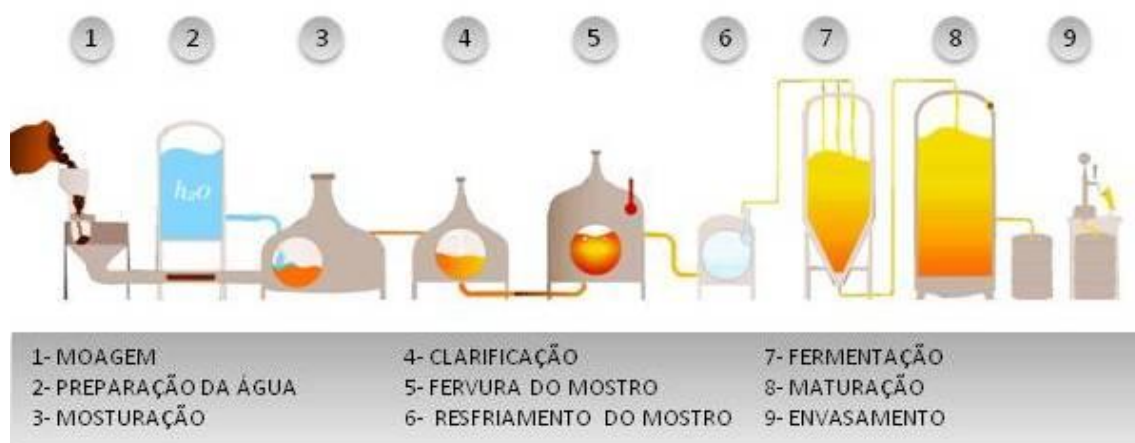 1 2 3 4 5 6 7 8 9
h₂o
1- MOAGEM
2- PREPARAÇÃO DA ÁGUA
3- MOSTURAÇÃO
4- CLARIFICAÇÃO
5- FERVURA DO MOSTRO
6- RESFRIAMENTO DO MOSTRO
7- FERMENTAÇÃO
8- MATURAÇÃO
9- ENVASAMENTO